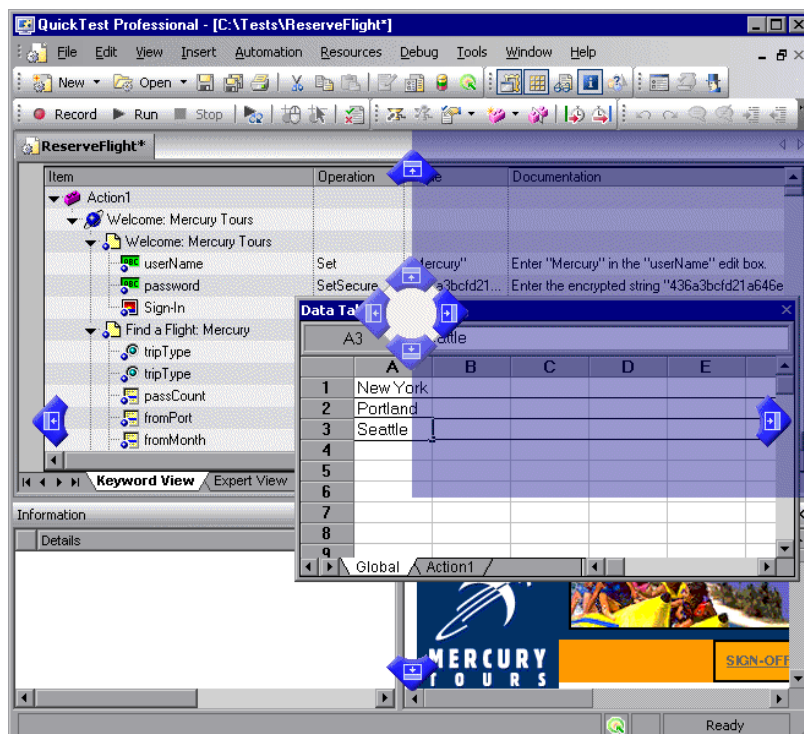 QuickTest Professional - [C:\Tests\ReserveFlight*]
File Edit View Insert Automation Resources Debug Tools Window Help
New Open
Record Run Stop
ReserveFlight*
Item Operation Documentation
Action1
Welcome: Mercury Tours
Welcome: Mercury Tours
userName Set Mercury" Enter "Mercury" in the "userName" edit box.
password SetSecure a3bcfd21... Enter the encrypted string "436a3bcfd21a646e
Sign-In
Find a Flight: Mercury
tripType
tripType
passCount
fromPort
fromMonth
Keyword View Expert View
Data Ta
A3 attle
A B C D E
1 New York
2 Portland
3 Seattle
4
5
6
7
8
9
Global Action1
Information
Details
MERCURY
TOURS
SIGN-OFF
Ready